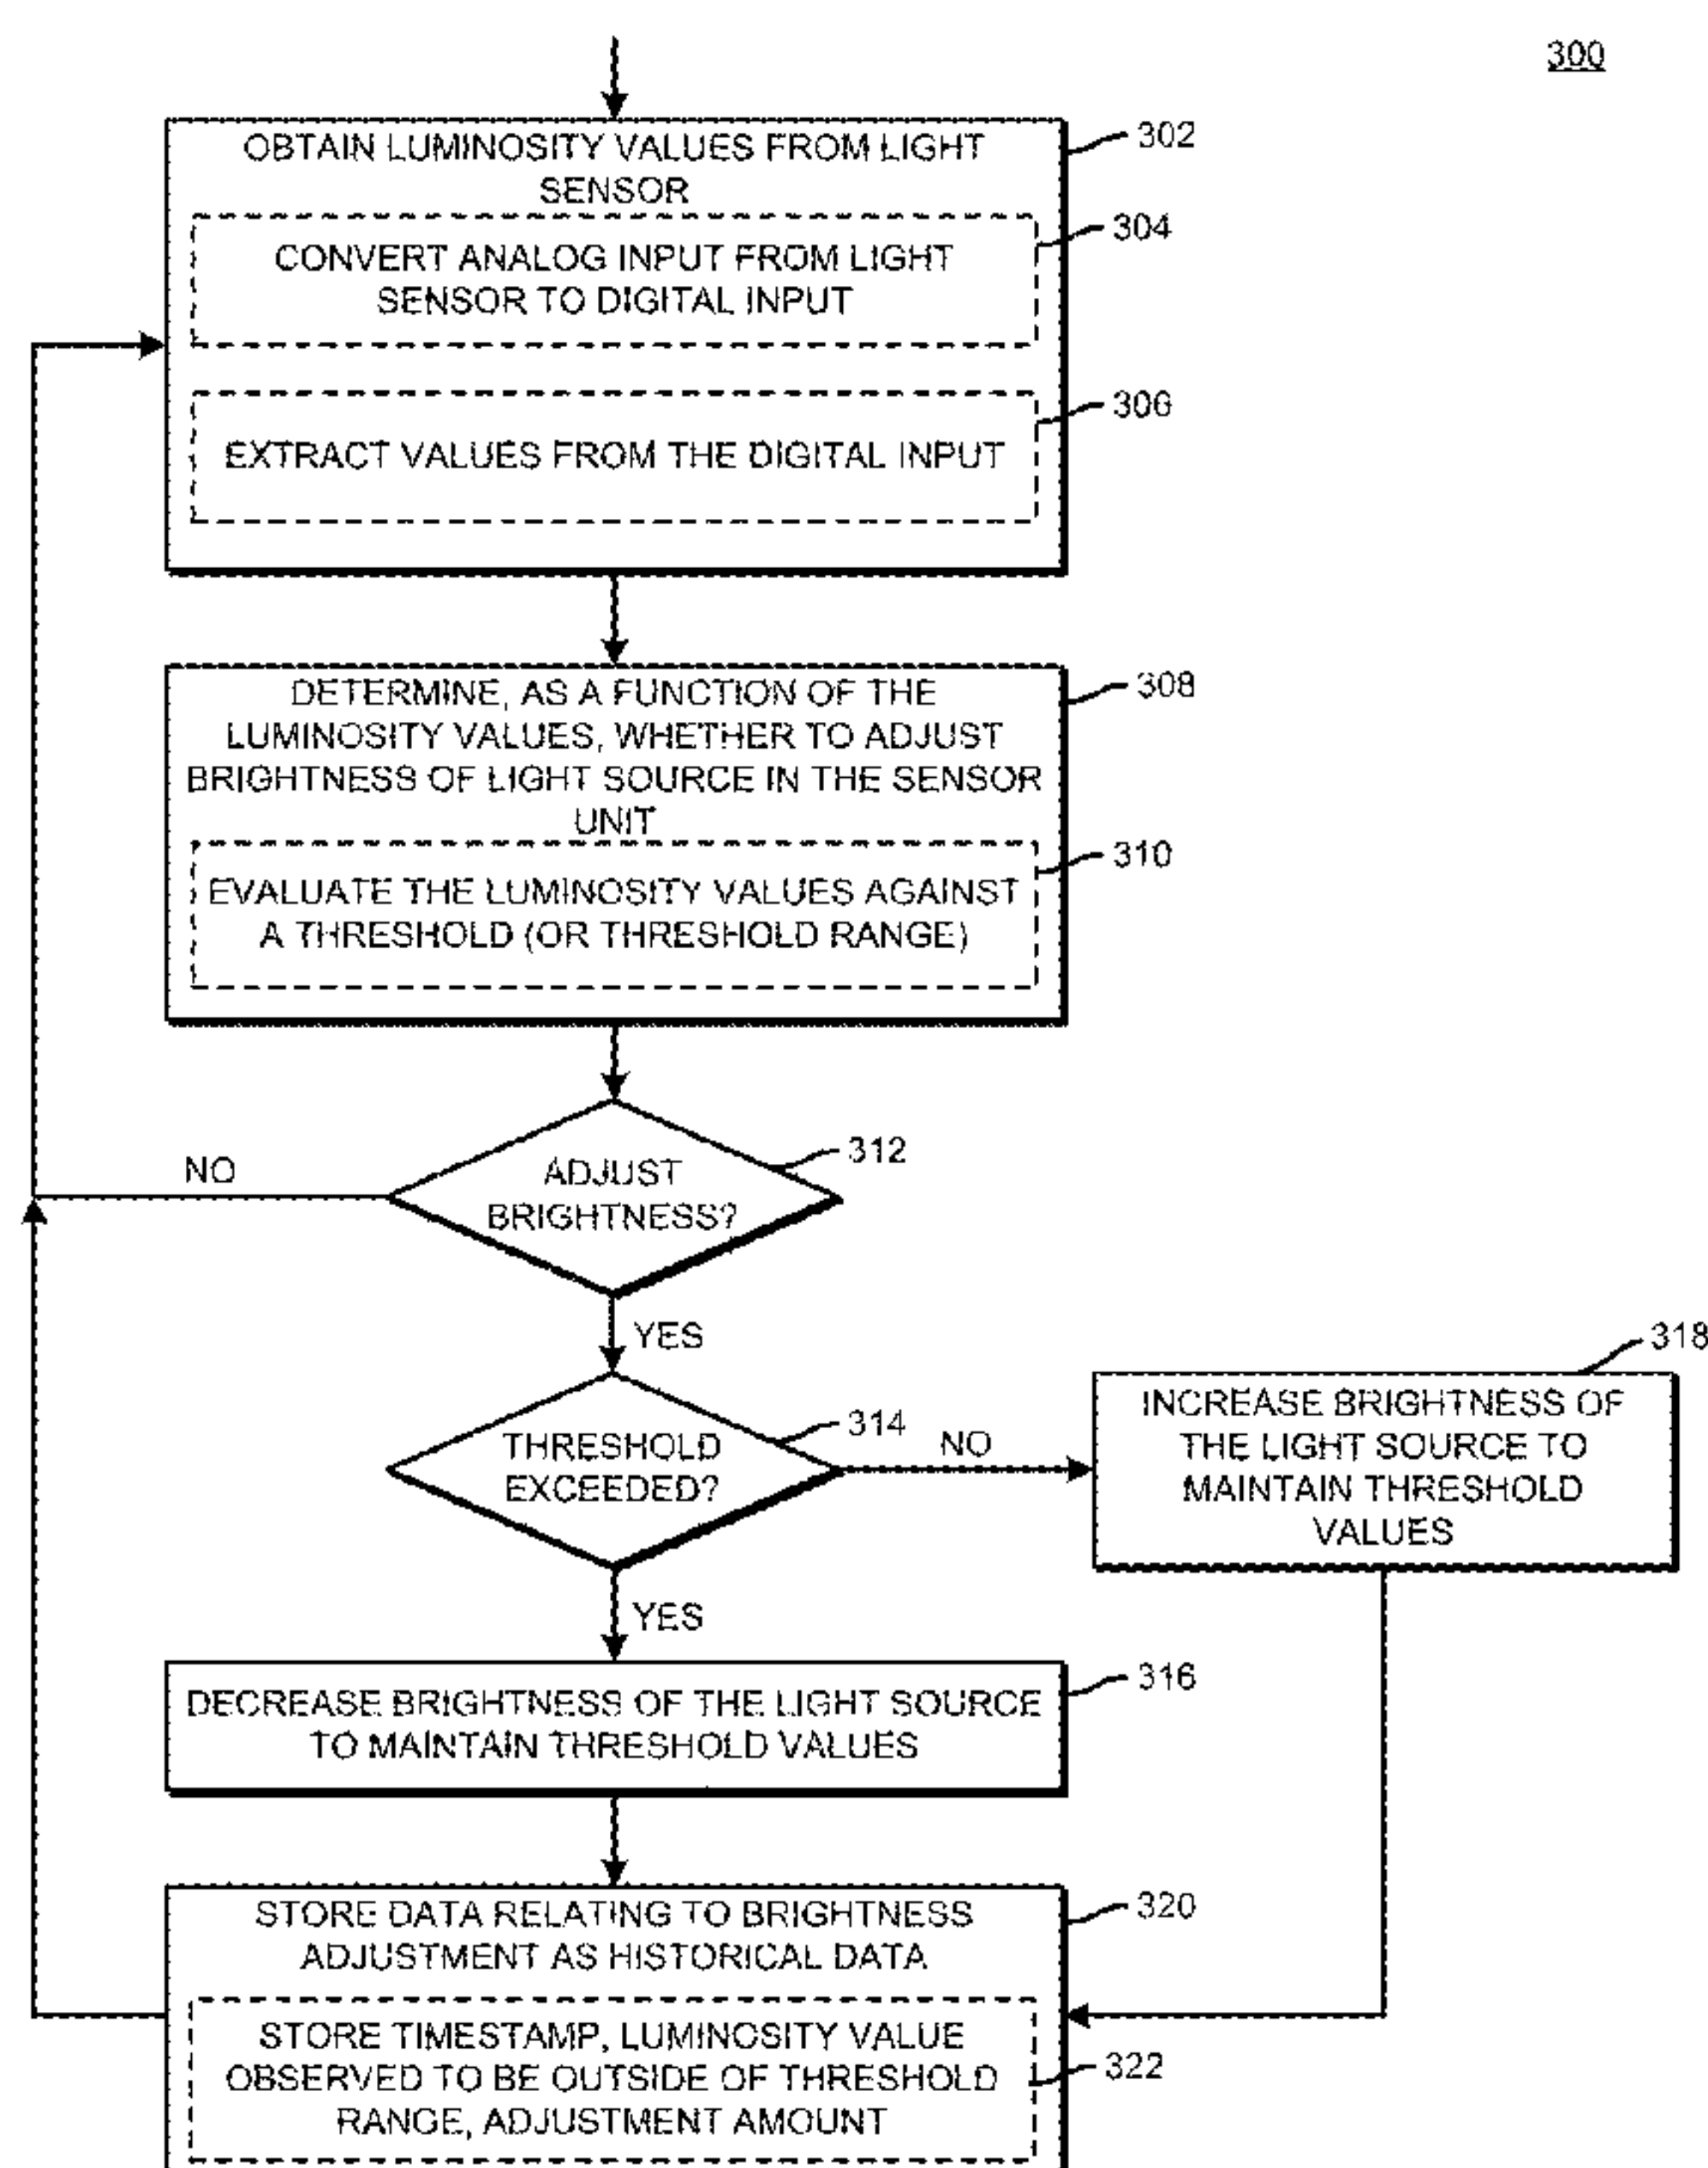 300
OBTAIN LUMINOSITY VALUES FROM LIGHT
SENSOR
302
CONVERT ANALOG INPUT FROM LIGHT
SENSOR TO DIGITAL INPUT
304
EXTRACT VALUES FROM THE DIGITAL INPUT
306
DETERMINE, AS A FUNCTION OF THE
LUMINOSITY VALUES, WHETHER TO ADJUST
BRIGHTNESS OF LIGHT SOURCE IN THE SENSOR
UNIT
308
EVALUATE THE LUMINOSITY VALUES AGAINST
A THRESHOLD (OR THRESHOLD RANGE)
310
ADJUST
BRIGHTNESS?
312
NO
YES
THRESHOLD
EXCEEDED?
314
NO
INCREASE BRIGHTNESS OF
THE LIGHT SOURCE TO
MAINTAIN THRESHOLD
VALUES
318
YES
DECREASE BRIGHTNESS OF THE LIGHT SOURCE
TO MAINTAIN THRESHOLD VALUES
316
STORE DATA RELATING TO BRIGHTNESS
ADJUSTMENT AS HISTORICAL DATA
320
STORE TIMESTAMP, LUMINOSITY VALUE
OBSERVED TO BE OUTSIDE OF THRESHOLD
RANGE, ADJUSTMENT AMOUNT
322